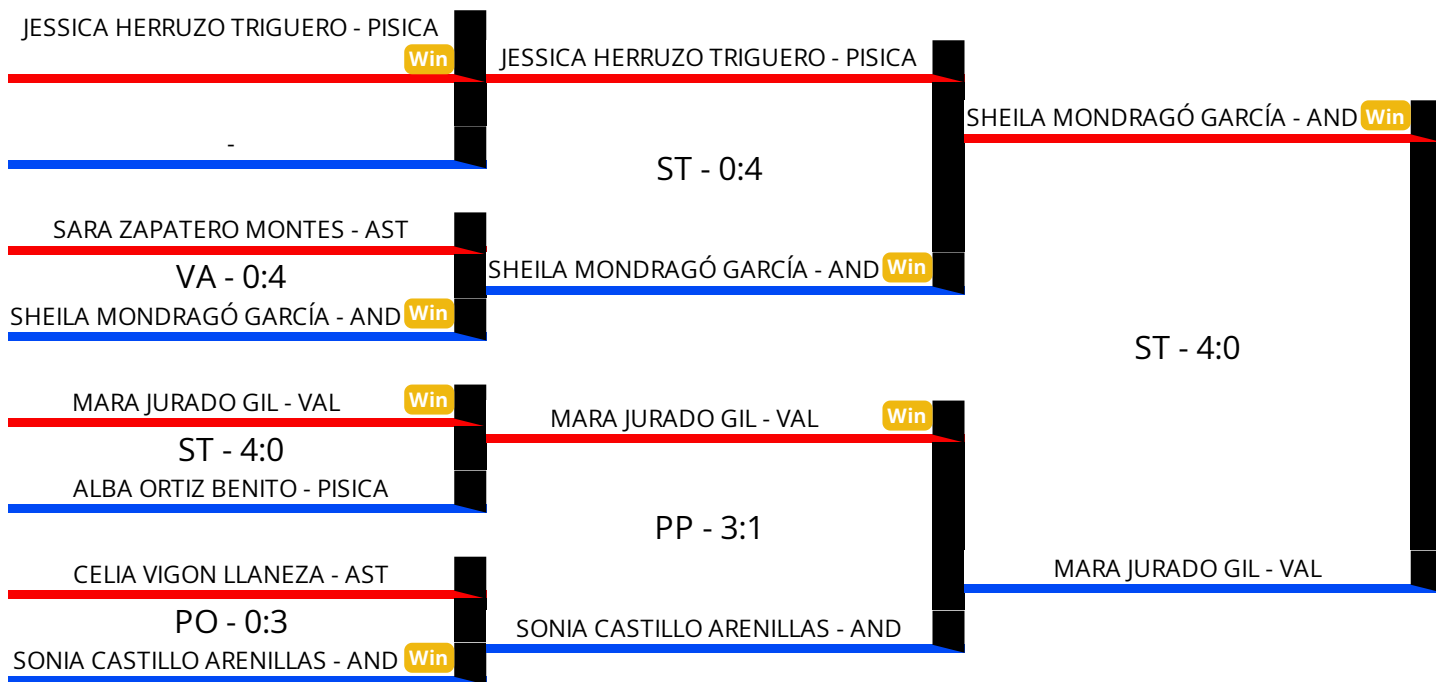 JESSICA HERRUZO TRIGUERO - PISICA
Win
-
SARA ZAPATERO MONTES - AST
VA - 0:4
SHEILA MONDRAGÓ GARCÍA - AND
Win
MARA JURADO GIL - VAL
Win
ST - 4:0
ALBA ORTIZ BENITO - PISICA
CELIA VIGON LLANEZA - AST
PO - 0:3
SONIA CASTILLO ARENILLAS - AND
Win
JESSICA HERRUZO TRIGUERO - PISICA
ST - 0:4
SHEILA MONDRAGÓ GARCÍA - AND
Win
MARA JURADO GIL - VAL
Win
PP - 3:1
SONIA CASTILLO ARENILLAS - AND
SHEILA MONDRAGÓ GARCÍA - AND
Win
ST - 4:0
MARA JURADO GIL - VAL